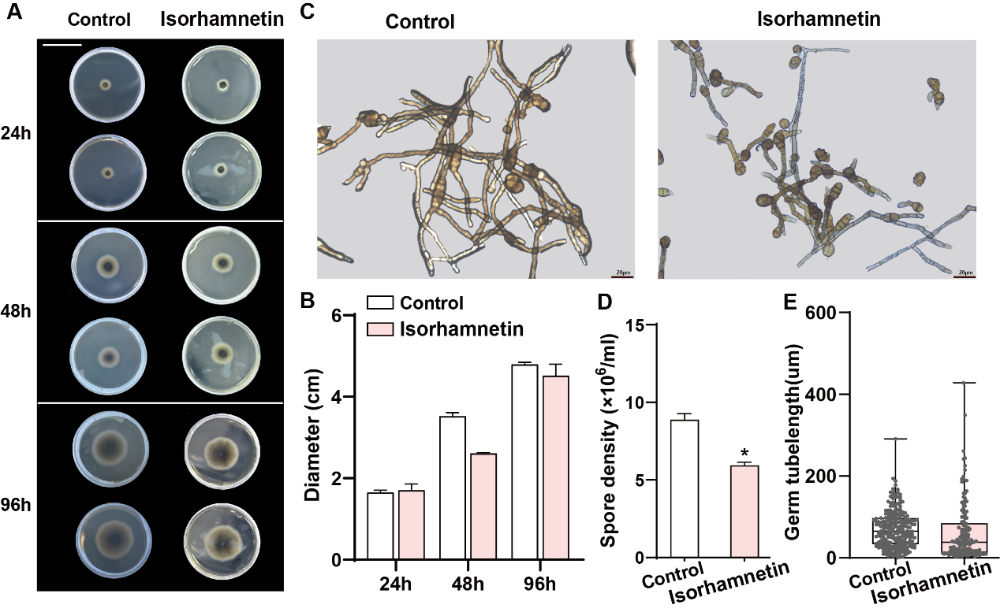 A
Control
Isorhamnetin
24h
48h
96h
C
Control
Isorhamnetin
20μm
20μm
B
Control
Isorhamnetin
Diameter (cm)
6
4
2
0
24h
48h
96h
D
Spore density (×10⁶/ml)
15
10
5
0
*
Control
Isorhamnetin
E
Germ tubelength(um)
600
400
200
0
Control
Isorhamnetin